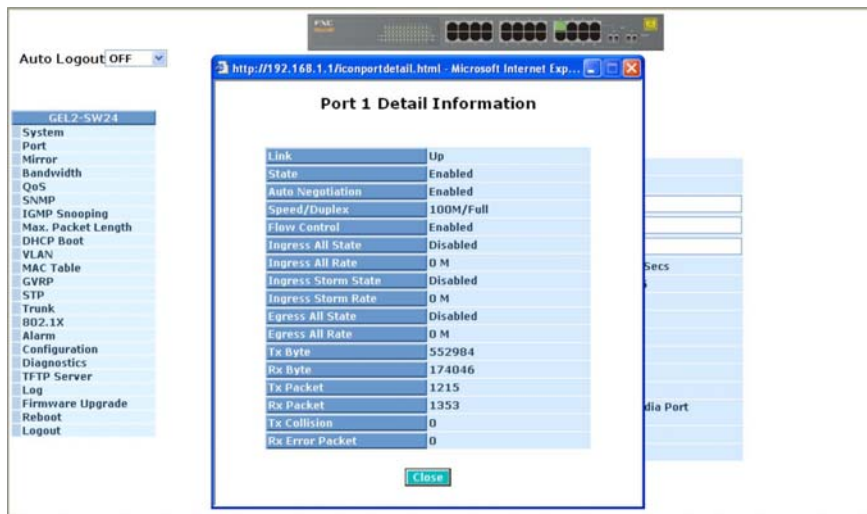 FXC
Auto Logout OFF
http://192.168.1.1/iconportdetail.html - Microsoft Internet Exp...
Port 1 Detail Information
GEL2-SW24
System
Port
Mirror
Bandwidth
QoS
SNMP
IGMP Snooping
Max. Packet Length
DHCP Boot
VLAN
MAC Table
GVRP
STP
Trunk
802.1X
Alarm
Configuration
Diagnostics
TFTP Server
Log
Firmware Upgrade
Reboot
Logout
Link Up
State Enabled
Auto Negotiation Enabled
Speed/Duplex 100M/Full
Flow Control Enabled
Ingress All State Disabled
Ingress All Rate 0 M
Ingress Storm State Disabled
Ingress Storm Rate 0 M
Egress All State Disabled
Egress All Rate 0 M
Tx Byte 552984
Rx Byte 174046
Tx Packet 1215
Rx Packet 1353
Tx Collision 0
Rx Error Packet 0
Close
Secs
dia Port